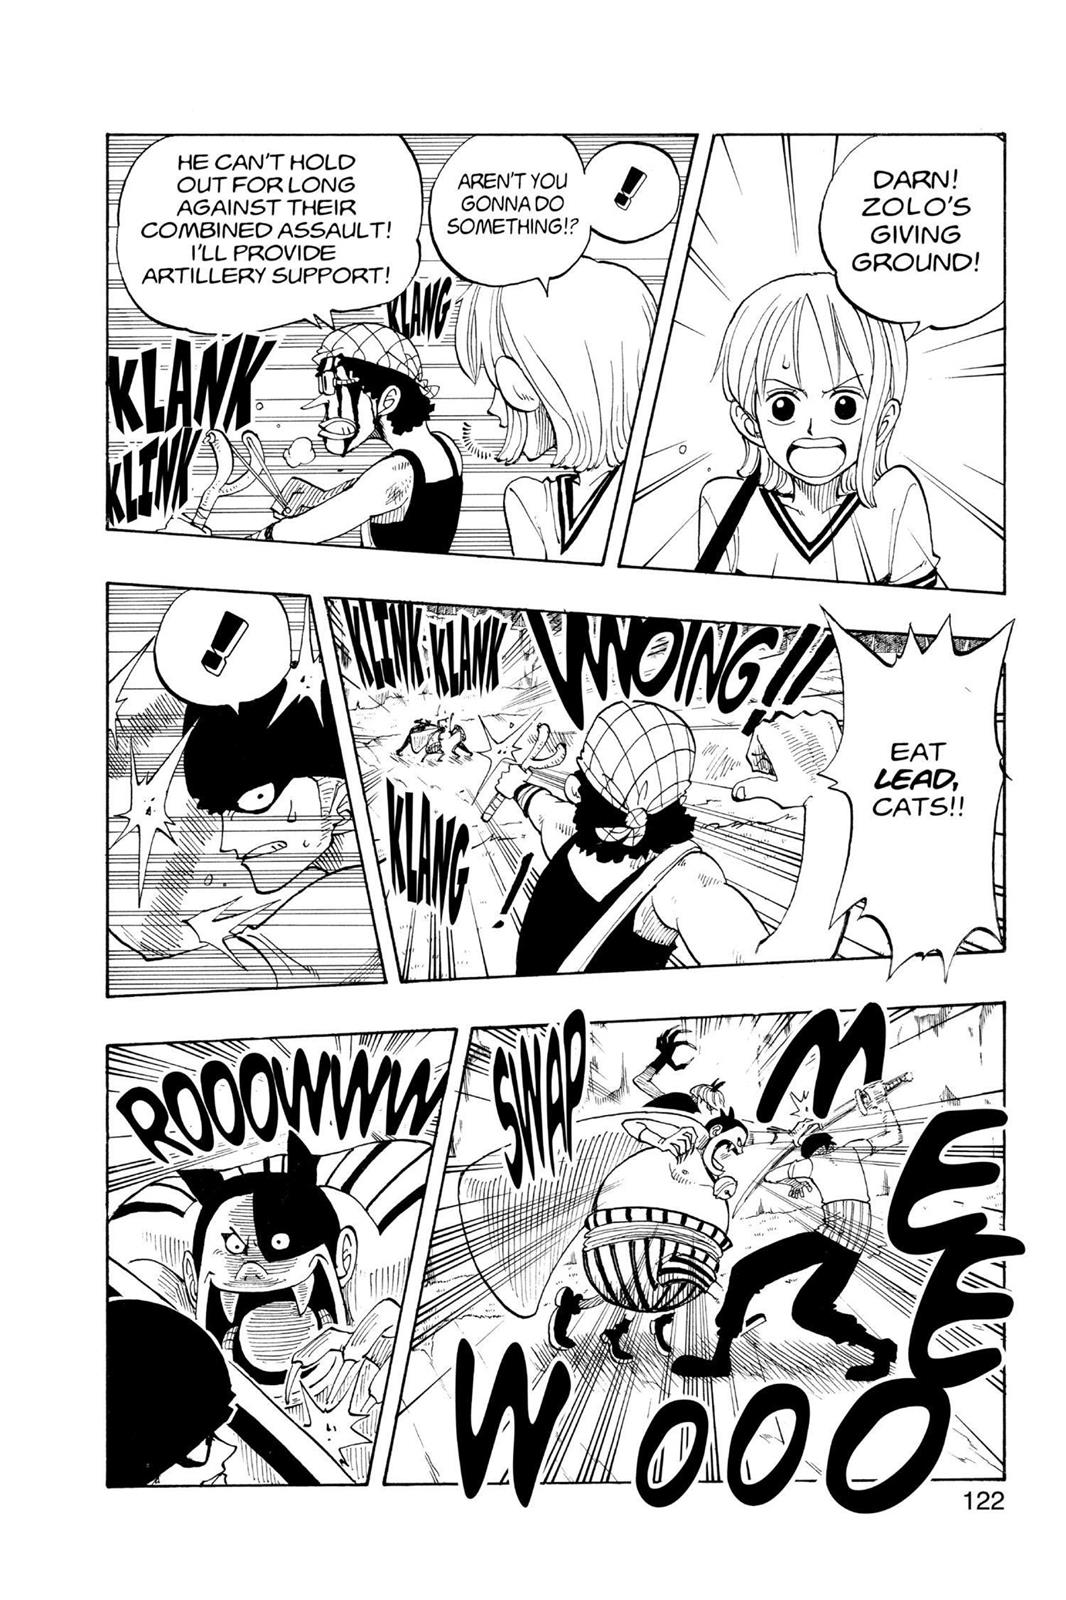 DARN!
ZOLO'S
GIVING
GROUND!
!
AREN'T YOU
GONNA DO
SOMETHING!?
HE CAN'T HOLD
OUT FOR LONG
AGAINST THEIR
COMBINED ASSAULT!
I'LL PROVIDE
ARTILLERY SUPPORT!
KLANG
KLANK
KLINK
EAT
LEAD,
CATS!!
WOING!!
KLINK KLANK
KLANG
!
!
MEEEWOOO
SWAP
ROOOWWW
122